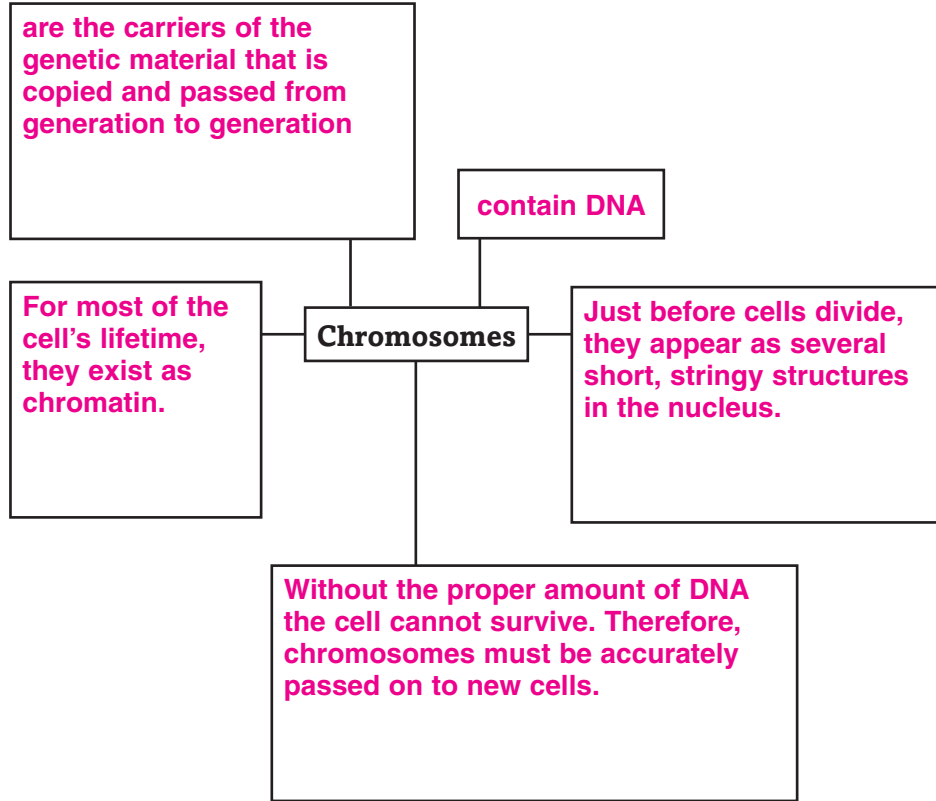 are the carriers of the
genetic material that is
copied and passed from
generation to generation
contain DNA
For most of the
cell’s lifetime,
they exist as
chromatin.
Chromosomes
Just before cells divide,
they appear as several
short, stringy structures
in the nucleus.
Without the proper amount of DNA
the cell cannot survive. Therefore,
chromosomes must be accurately
passed on to new cells.